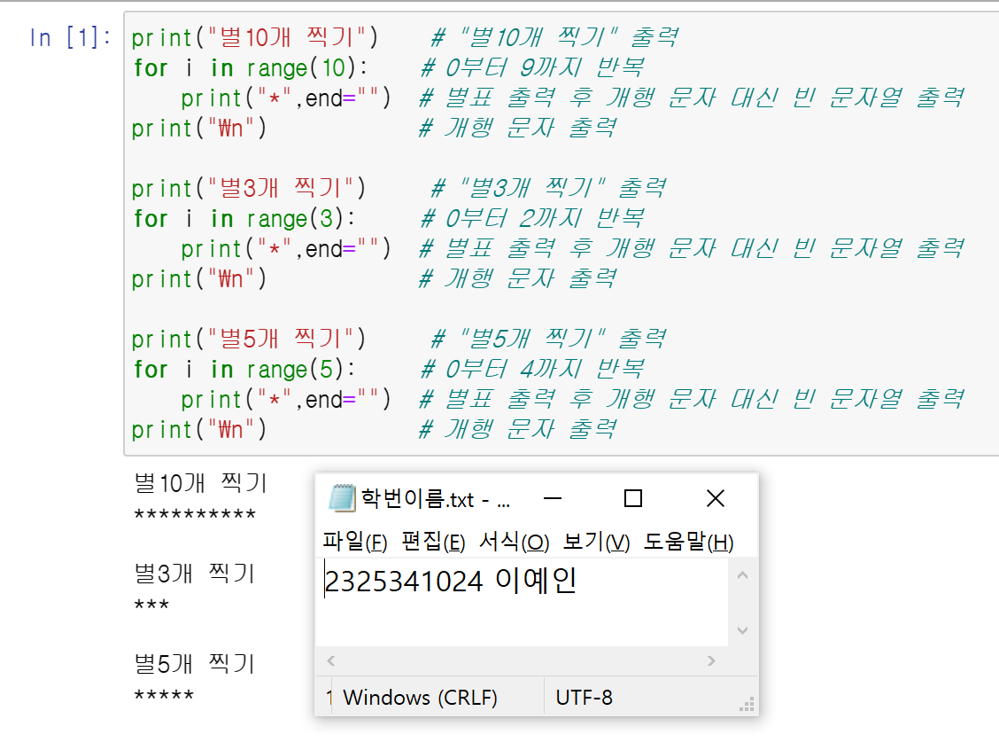 In [1]:
print("별10개 찍기")    # "별10개 찍기" 출력
for i in range(10):    # 0부터 9까지 반복
    print("*",end="")  # 별표 출력 후 개행 문자 대신 빈 문자열 출력
print("₩n")            # 개행 문자 출력
print("별3개 찍기")     # "별3개 찍기" 출력
for i in range(3):     # 0부터 2까지 반복
    print("*",end="")  # 별표 출력 후 개행 문자 대신 빈 문자열 출력
print("₩n")            # 개행 문자 출력
print("별5개 찍기")     # "별5개 찍기" 출력
for i in range(5):     # 0부터 4까지 반복
    print("*",end="")  # 별표 출력 후 개행 문자 대신 빈 문자열 출력
print("₩n")            # 개행 문자 출력
별10개 찍기
**********
별3개 찍기
***
별5개 찍기
*****
학번이름.txt - ...
파일(F) 편집(E) 서식(O) 보기(V) 도움말(H)
2325341024 이예인
Windows (CRLF) UTF-8